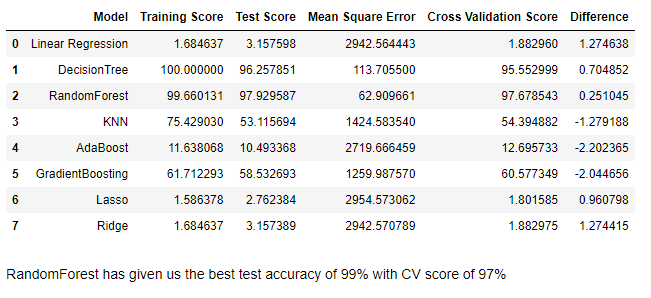 Model Training Score Test Score Mean Square Error Cross Validation Score Difference
0 Linear Regression 1.684637 3.157598 2942.564443 1.882960 1.274638
1 DecisionTree 100.000000 96.257851 113.705500 95.552999 0.704852
2 RandomForest 99.660131 97.929587 62.909661 97.678543 0.251045
3 KNN 75.429030 53.115694 1424.583540 54.394882 -1.279188
4 AdaBoost 11.638068 10.493368 2719.666459 12.695733 -2.202365
5 GradientBoosting 61.712293 58.532693 1259.987570 60.577349 -2.044656
6 Lasso 1.586378 2.762384 2954.573062 1.801585 0.960798
7 Ridge 1.684637 3.157389 2942.570789 1.882975 1.274415
RandomForest has given us the best test accuracy of 99% with CV score of 97%